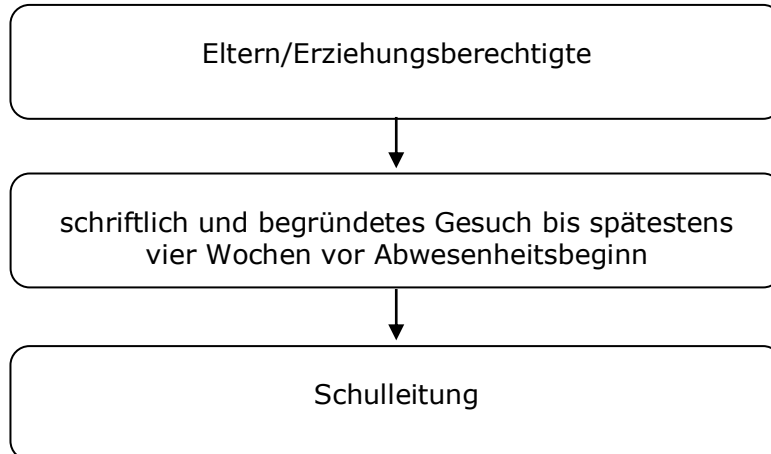 Eltern/Erziehungsberechtigte
schriftlich und begründetes Gesuch bis spätestens
vier Wochen vor Abwesenheitsbeginn
Schulleitung